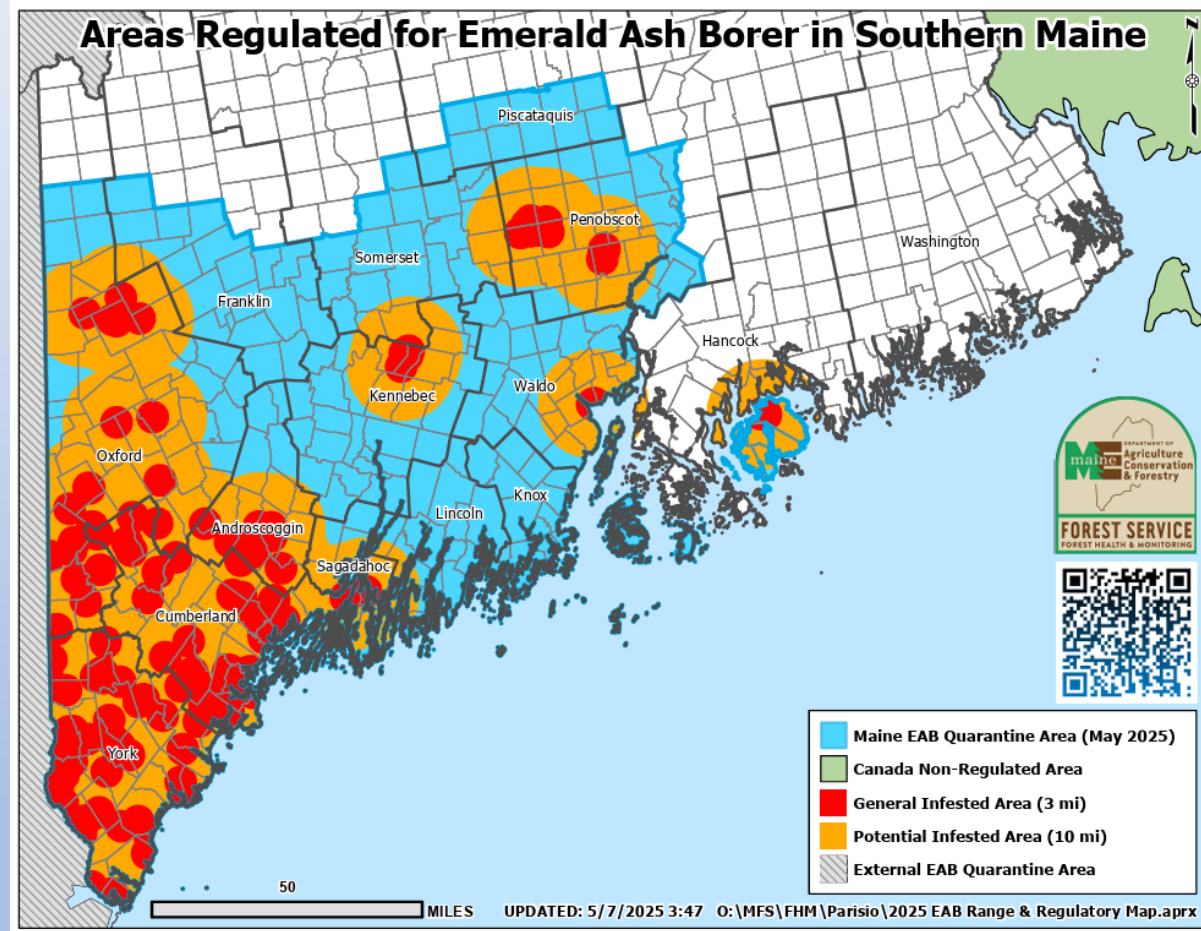 Areas Regulated for Emerald Ash Borer in Southern Maine
N
Piscataquis
Penobscot
Washington
Somerset
Franklin
Hancock
Waldo
Kennebec
Oxford
Knox
Lincoln
Androscoggin
Sagadahoc
Cumberland
York
maine
DEPARTMENT OF
Agriculture
Conservation
& Forestry
FOREST SERVICE
FOREST HEALTH & MONITORING
Maine EAB Quarantine Area (May 2025)
Canada Non-Regulated Area
General Infested Area (3 mi)
Potential Infested Area (10 mi)
External EAB Quarantine Area
50
MILES
UPDATED: 5/7/2025 3:47 O:\MFS\FHM\Parisio\2025 EAB Range & Regulatory Map.aprx